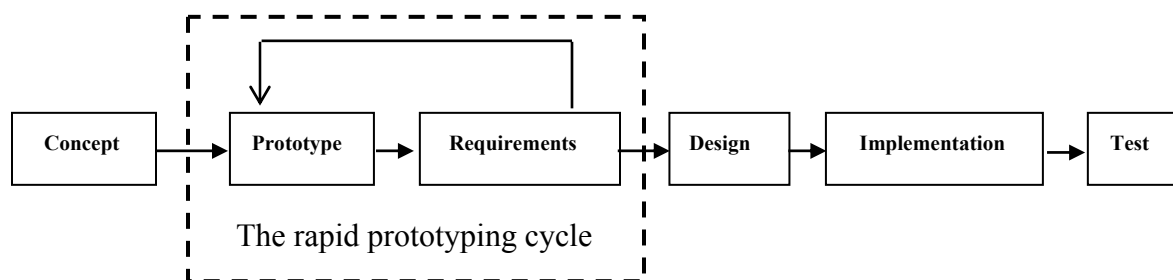 Concept
Prototype
Requirements
Design
Implementation
Test
The rapid prototyping cycle